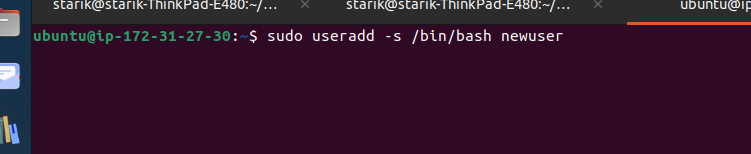 starik@starik-ThinkPad-E480:~/...
starik@starik-ThinkPad-E480:~/...
ubuntu@ip
ubuntu@ip-172-31-27-30:~$ sudo useradd -s /bin/bash newuser